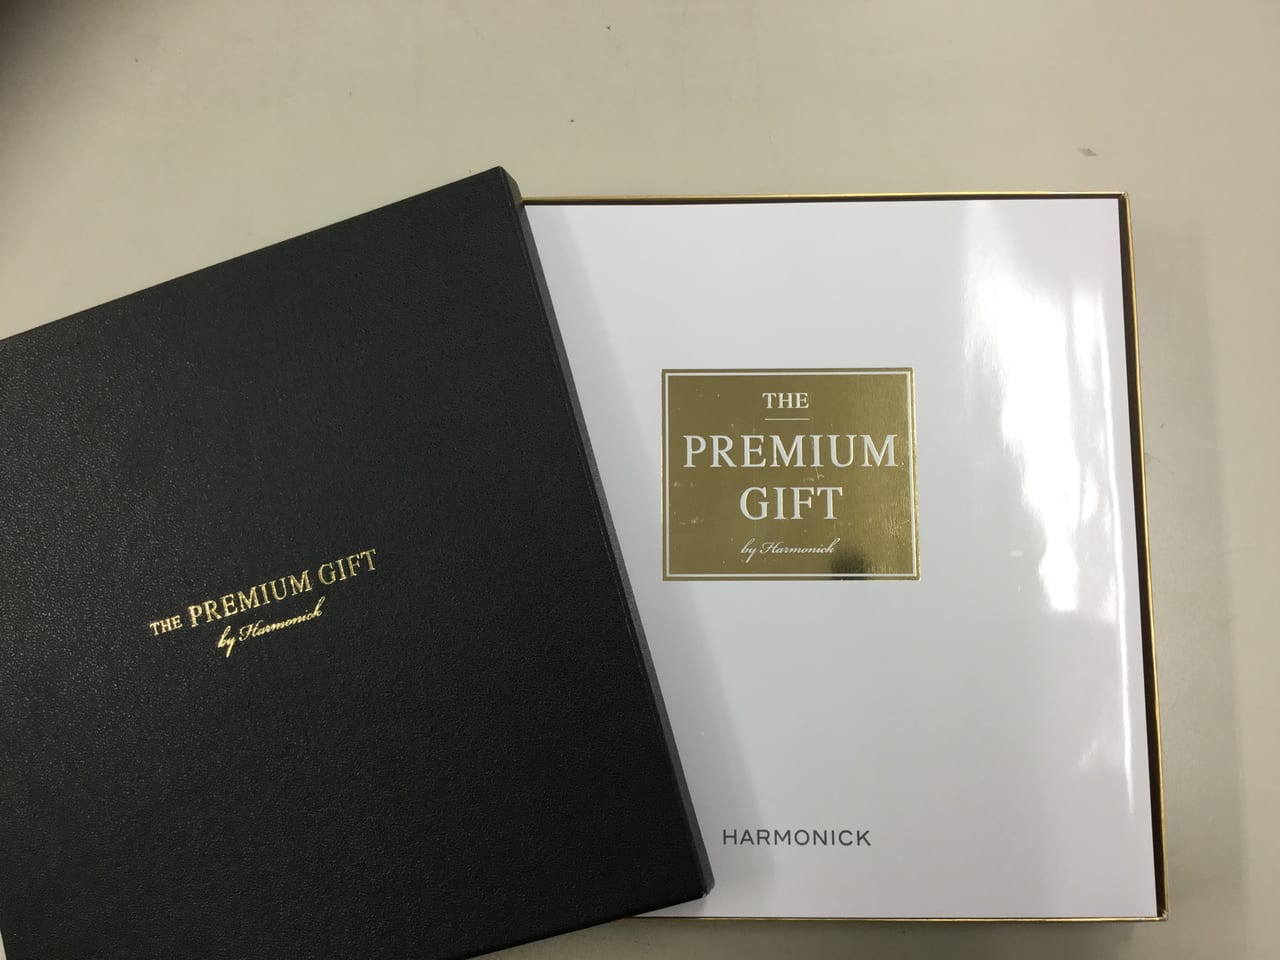 THE PREMIUM GIFT
by Harmonick
THE
PREMIUM
GIFT
by Harmonick
HARMONICK